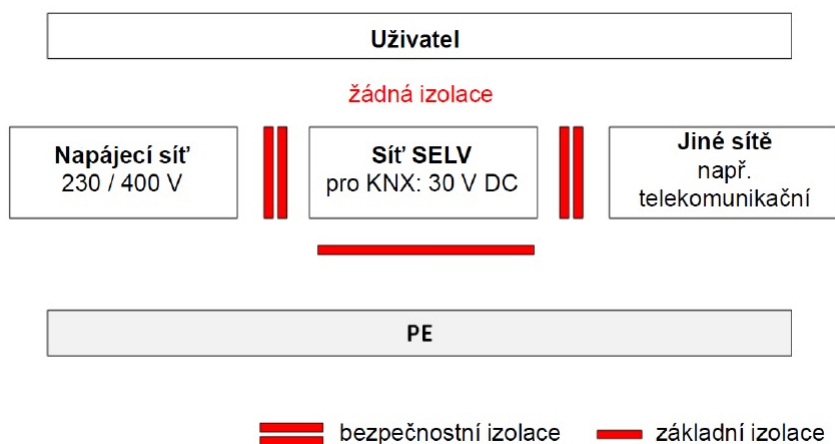 Uživatel
žádná izolace
Napájecí síť
230 / 400 V
Síť SELV
pro KNX: 30 V DC
Jiné sítě
např.
telekomunikační
PE
bezpečnostní izolace
základní izolace